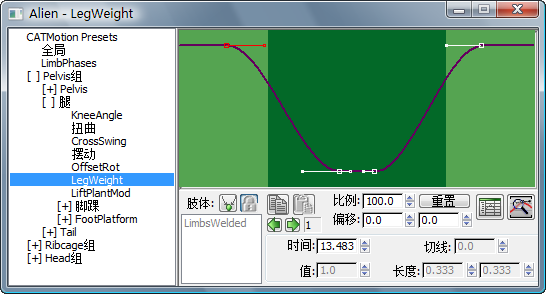 Alien - LegWeight
CATMotion Presets
全局
LimbPhases
[ ] Pelvis组
[+] Pelvis
[ ] 腿
KneeAngle
扭曲
CrossSwing
摆动
OffsetRot
LegWeight
LiftPlantMod
[+] 脚踝
[+] FootPlatform
[+] Tail
[+] Ribcage组
[+] Head组
肢体:
LimbsWelded
1
比例: 100.0 重置
偏移: 0.0 0.0
时间: 13.483 切线: 0.0
值: 1.0 长度: 0.333 0.333